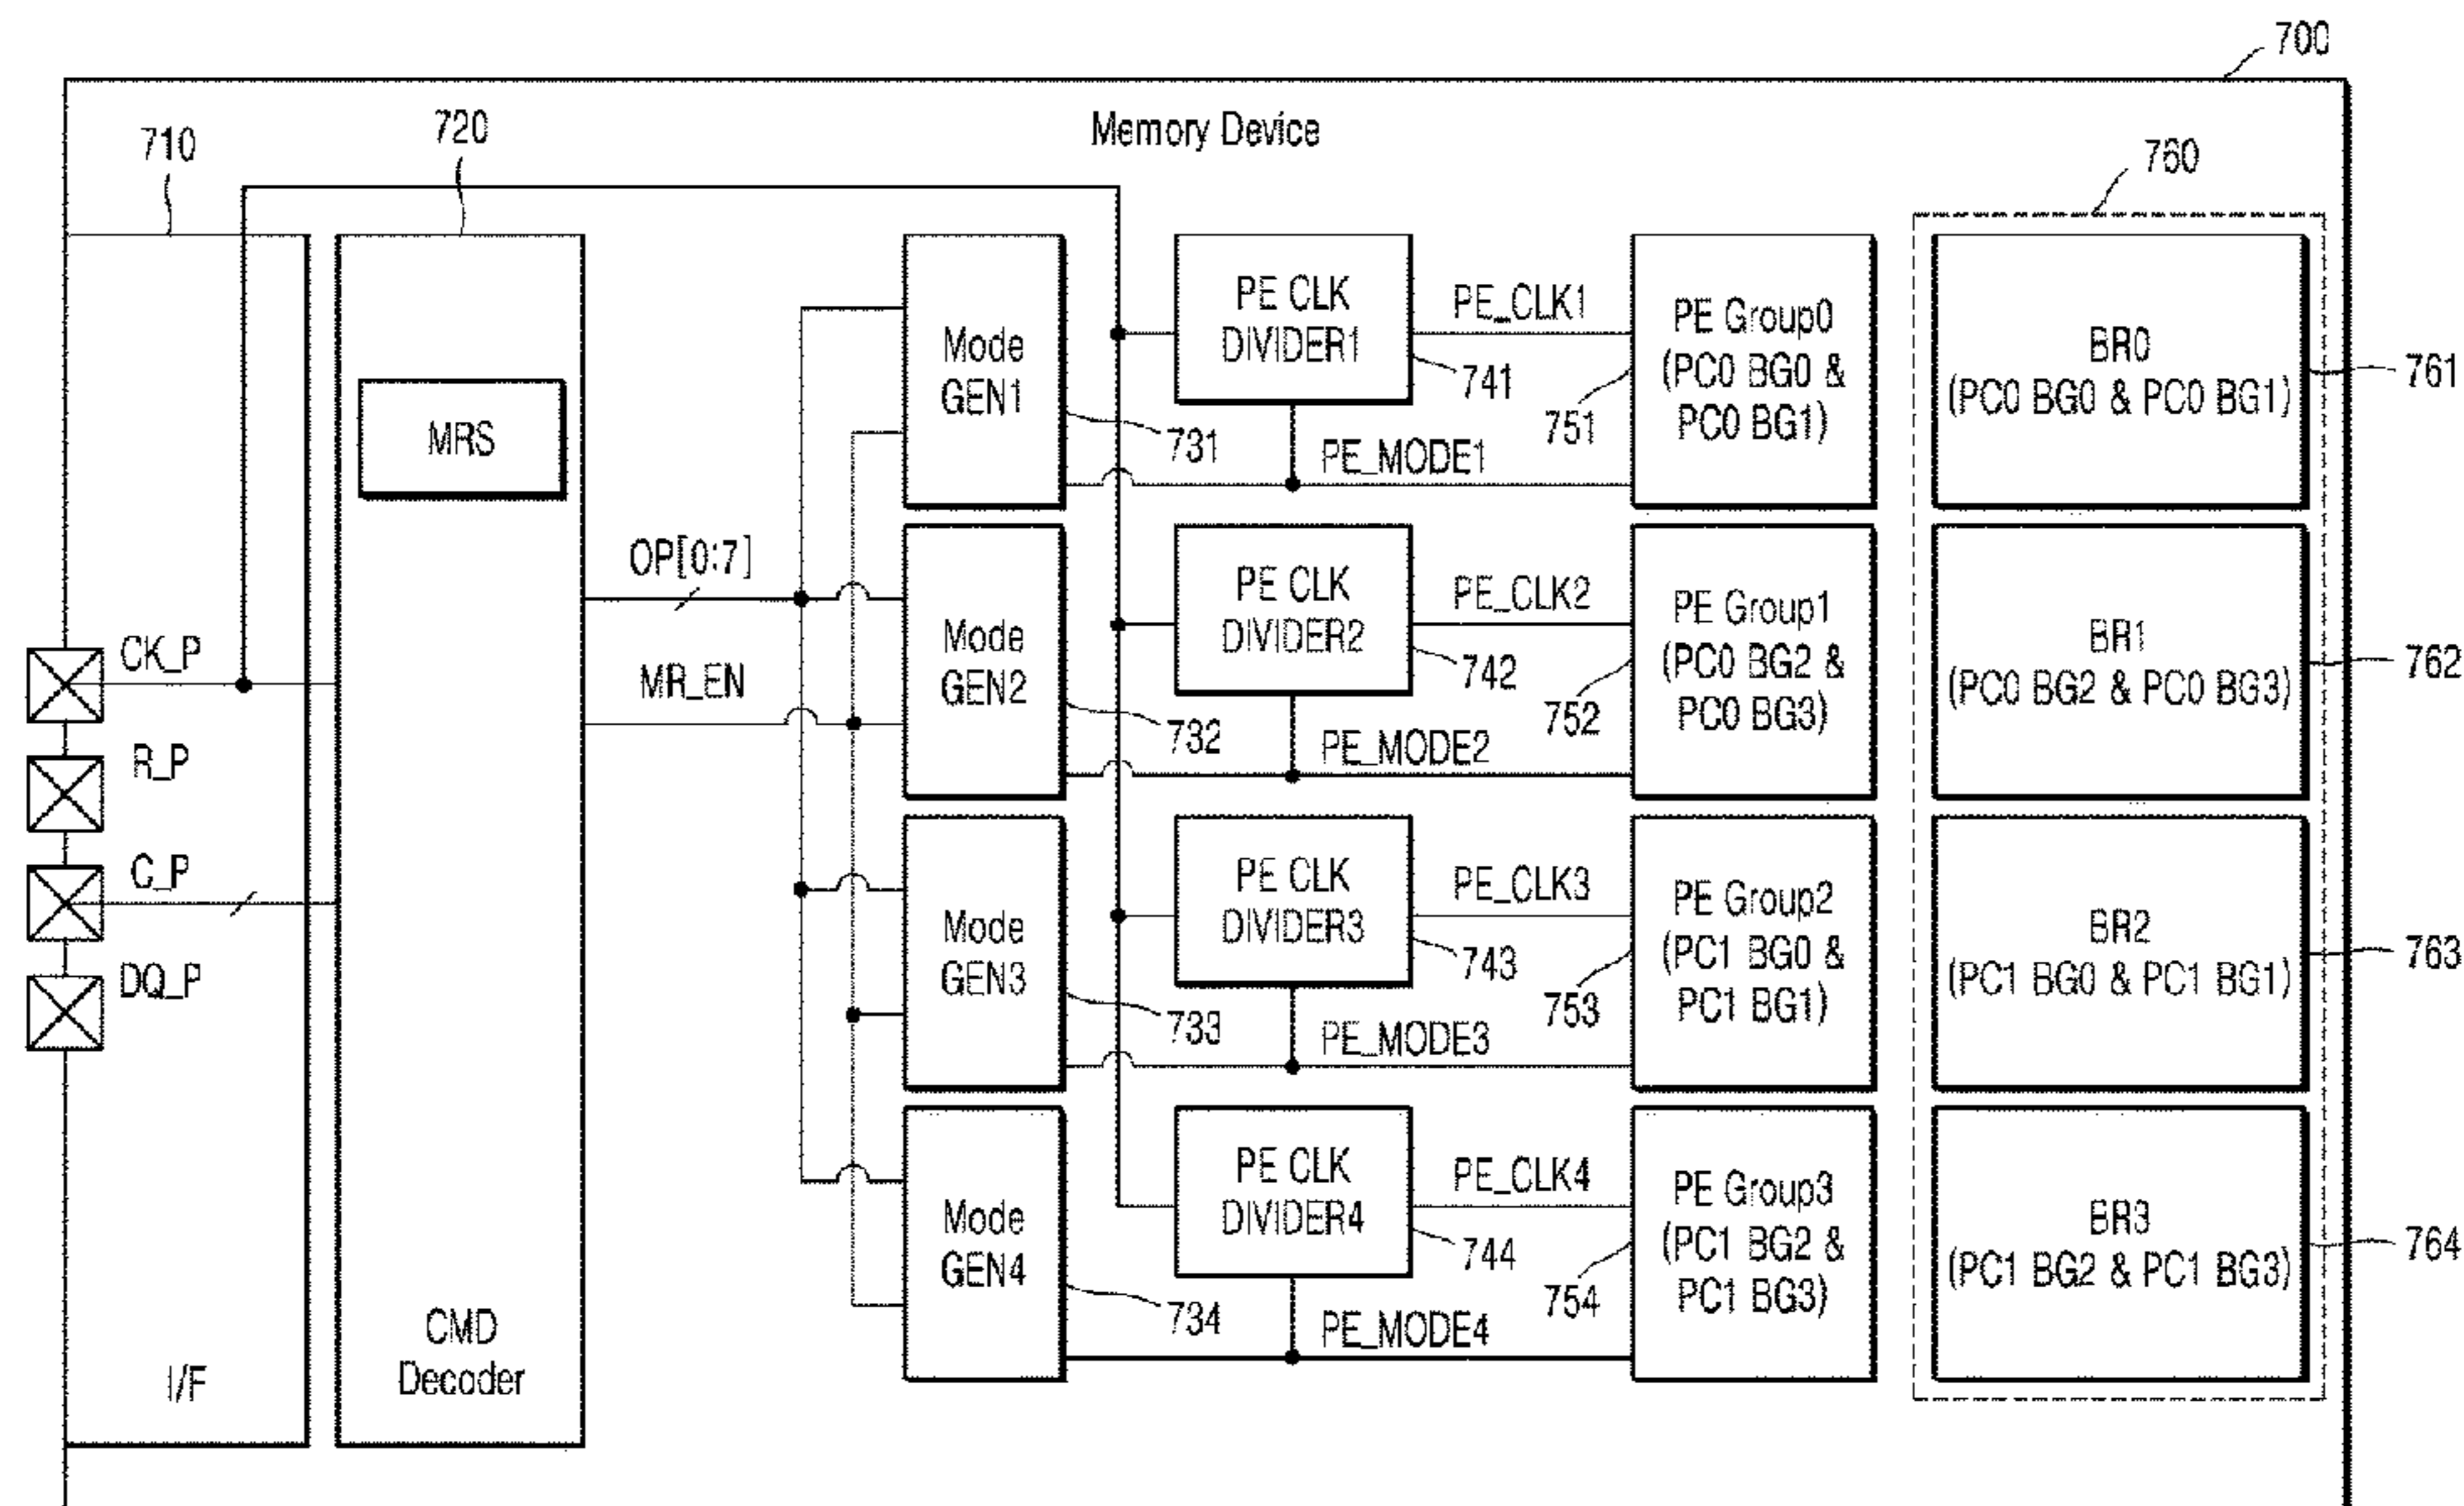 700
Memory Device
710
720
760
MRS
CMD
Decoder
I/F
CK_P
R_P
C_P
DQ_P
OP[0:7]
MR_EN
Mode
GEN1
731
PE CLK
DIVIDER1
741
PE_CLK1
PE_MODE1
PE Group0
(PC0 BG0 &
PC0 BG1)
751
BR0
(PC0 BG0 & PC0 BG1)
761
Mode
GEN2
732
PE CLK
DIVIDER2
742
PE_CLK2
PE_MODE2
PE Group1
(PC0 BG2 &
PC0 BG3)
752
BR1
(PC0 BG2 & PC0 BG3)
762
Mode
GEN3
733
PE CLK
DIVIDER3
743
PE_CLK3
PE_MODE3
PE Group2
(PC1 BG0 &
PC1 BG1)
753
BR2
(PC1 BG0 & PC1 BG1)
763
Mode
GEN4
734
PE CLK
DIVIDER4
744
PE_CLK4
PE_MODE4
PE Group3
(PC1 BG2 &
PC1 BG3)
754
BR3
(PC1 BG2 & PC1 BG3)
764